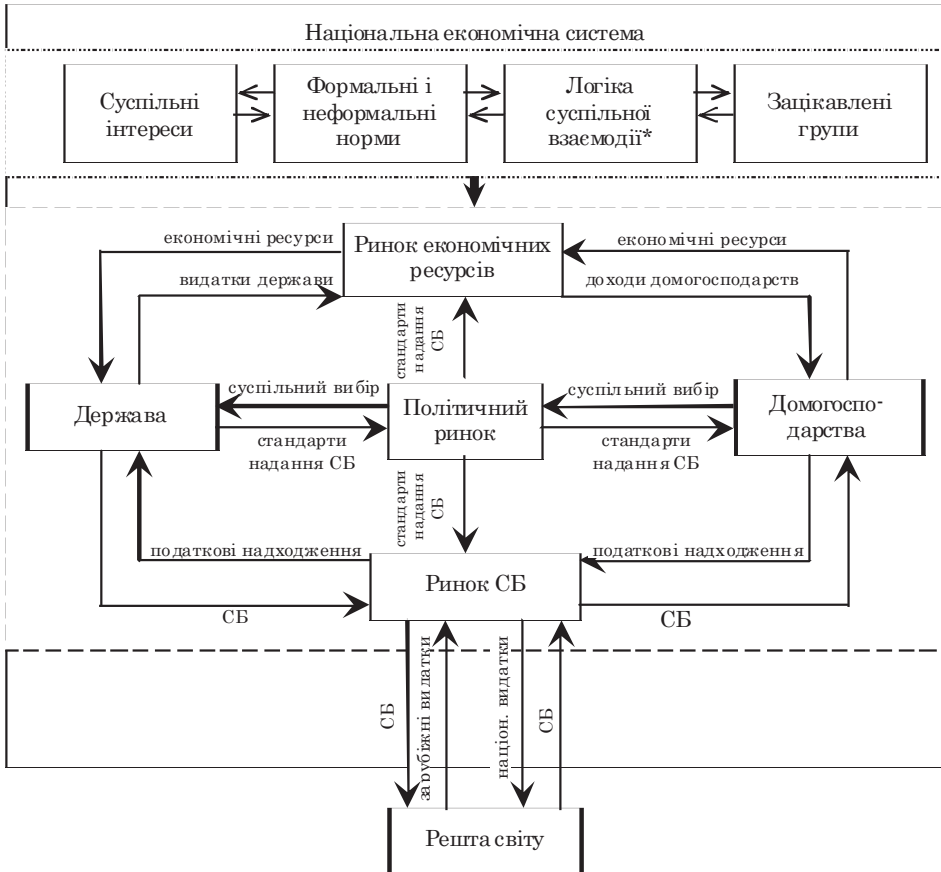 Національна економічна система
Суспільні
інтереси
Формальні і
неформальні
норми
Логіка
суспільної
взаємодії*
Зацікавлені
групи
економічні ресурси
Ринок економічних
ресурсів
економічні ресурси
видатки держави
доходи домогосподарств
стандарти
надання
СБ
Держава
суспільний вибір
Політичний
ринок
суспільний вибір
Домогоспо-
дарства
стандарти
надання СБ
стандарти
надання СБ
стандарти
надання
СБ
податкові надходження
податкові надходження
Ринок СБ
СБ
СБ
СБ
зарубіжні видатки
націон. видатки
СБ
Решта світу